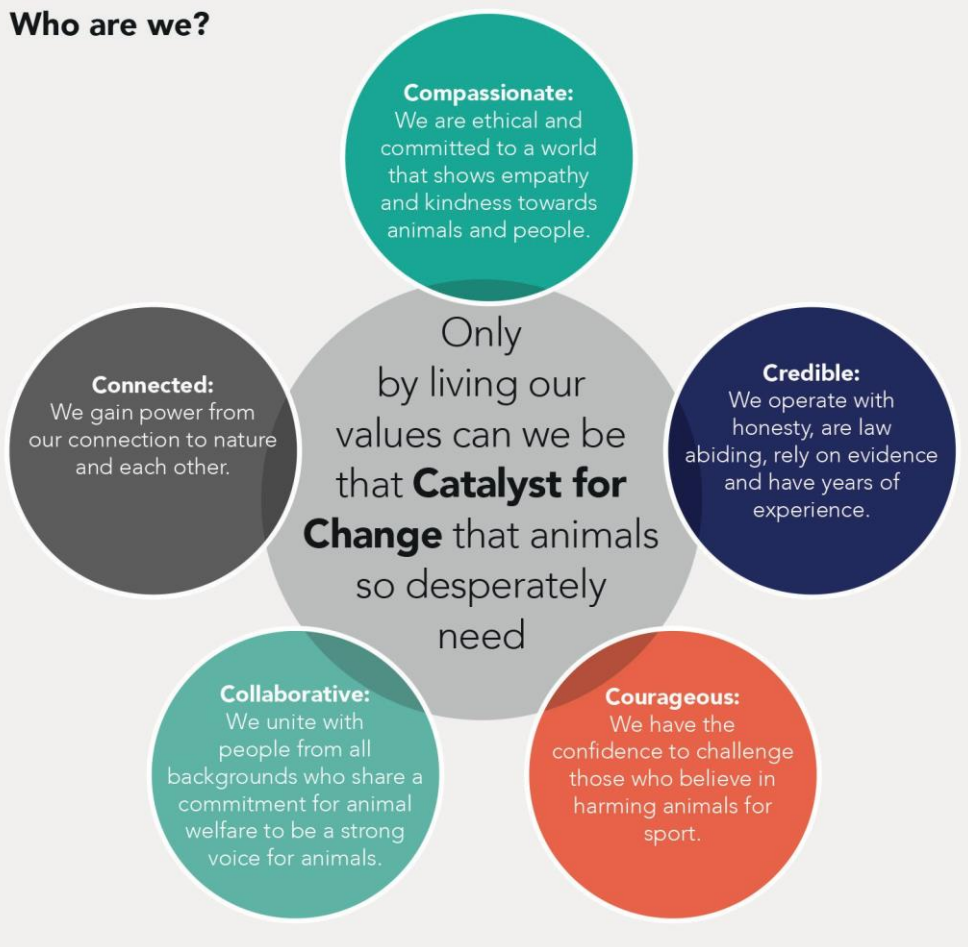 Who are we?
Compassionate:
We are ethical and
committed to a world
that shows empathy
and kindness towards
animals and people.
Only
by living our
values can we be
that Catalyst for
Change that animals
so desperately
need
Connected:
We gain power from
our connection to nature
and each other.
Credible:
We operate with
honesty, are law
abiding, rely on evidence
and have years of
experience.
Collaborative:
We unite with
people from all
backgrounds who share a
commitment for animal
welfare to be a strong
voice for animals.
Courageous:
We have the
confidence to challenge
those who believe in
harming animals for
sport.